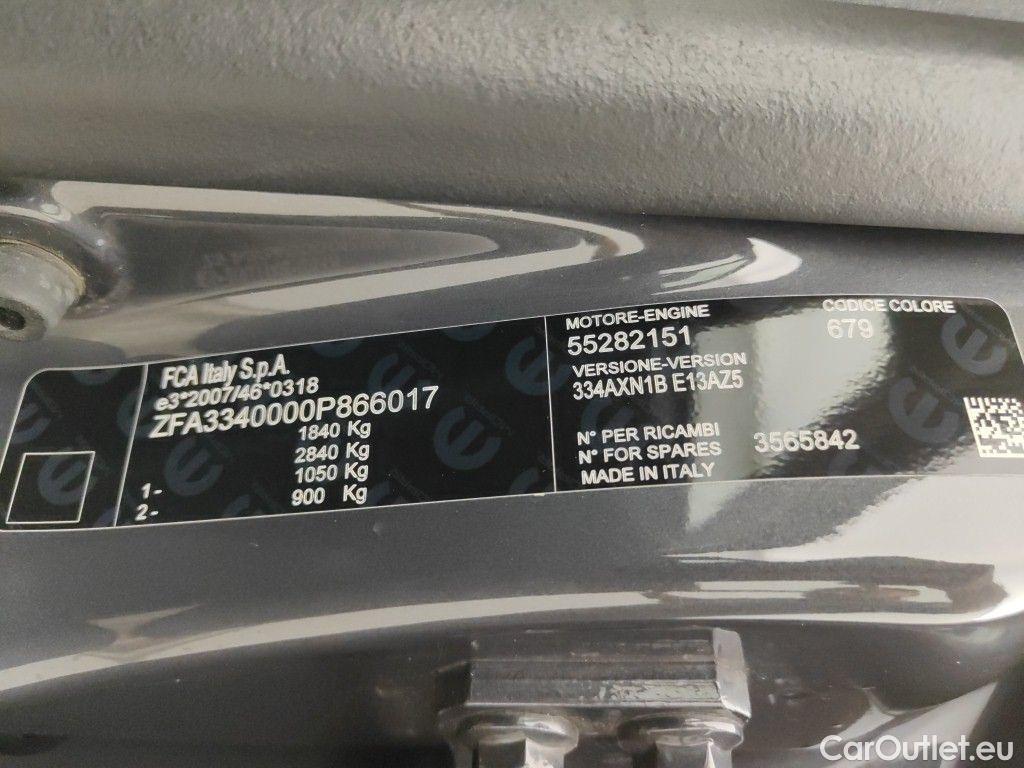 FCA Italy S.p.A.
e3*2007/46*0318
ZFA3340000P866017
1840 Kg
2840 Kg
1- 1050 Kg
2- 900 Kg
MOTORE-ENGINE
55282151
CODICE COLORE
679
VERSIONE-VERSION
334AXN1B E13AZ5
N° PER RICAMBI
N° FOR SPARES
3565842
MADE IN ITALY
CarOutlet.eu